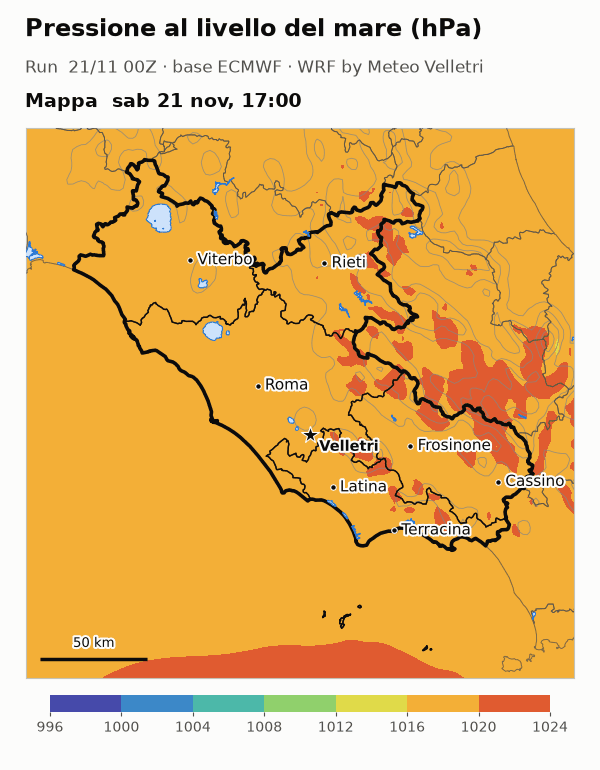 Pressione al livello del mare (hPa)
Run  21/11 00Z · base ECMWF · WRF by Meteo Velletri
Mappa  sab 21 nov, 17:00
Viterbo
Rieti
Roma
Velletri
Frosinone
Latina
Cassino
Terracina
50 km
996 1000 1004 1008 1012 1016 1020 1024